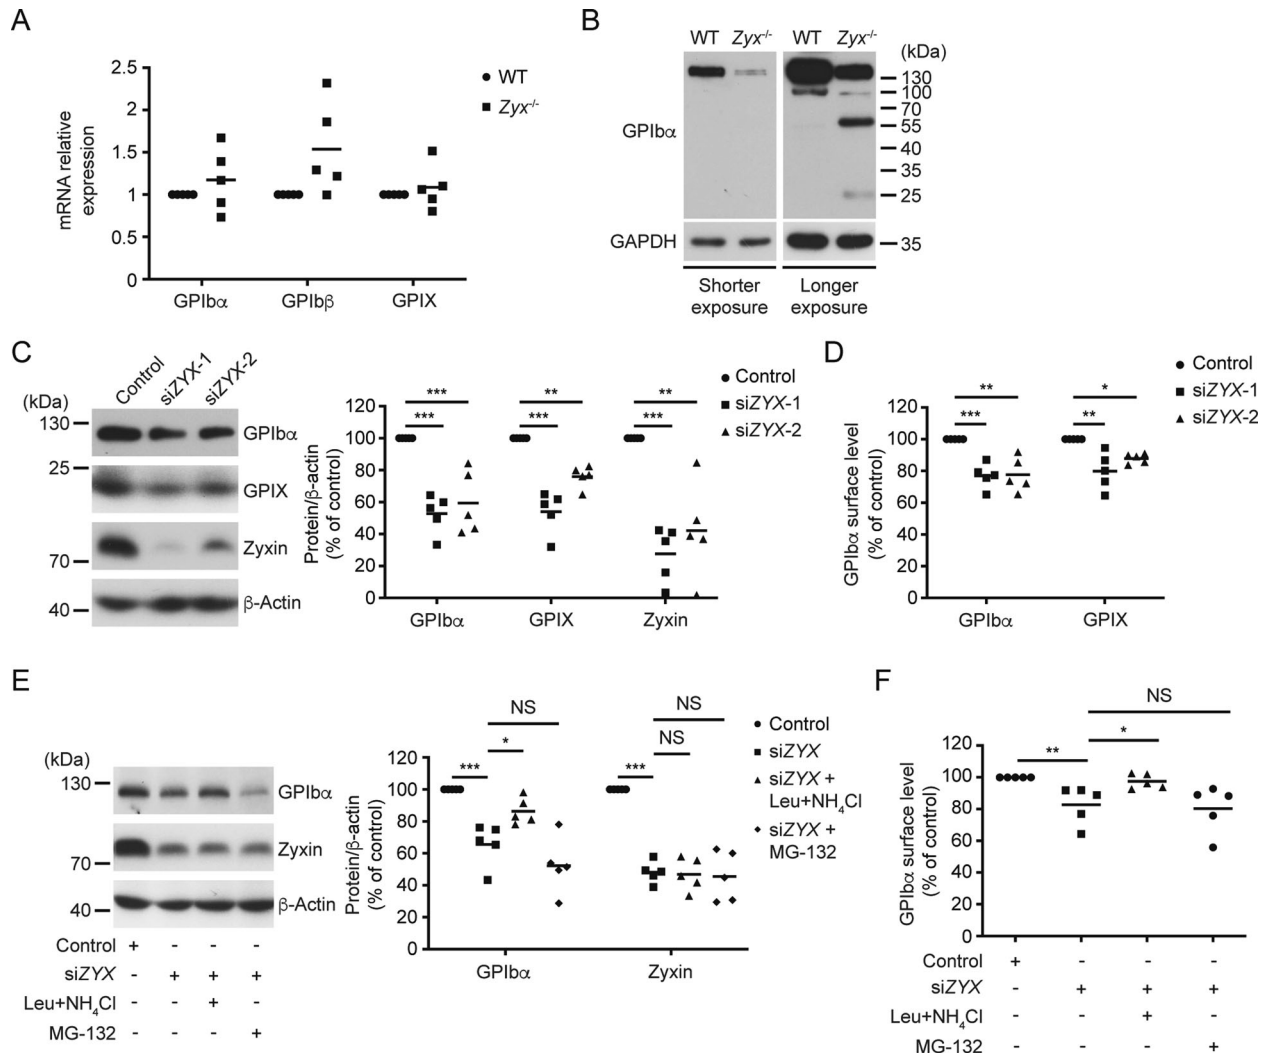 A
2.5
2
1.5
1
0.5
0
mRNA relative
expression
GPIbα
GPIbβ
GPIX
WT
Zyx-/-
B
WT Zyx-/- WT Zyx-/-
(kDa)
130
100
70
55
40
35
25
35
GPIbα
GAPDH
Shorter
exposure
Longer
exposure
C
Control
siZYX-1
siZYX-2
(kDa)
130
25
70
40
GPIbα
GPIX
Zyxin
β-Actin
Protein/β-actin
(% of control)
120
100
80
60
40
20
0
***
***
**
***
**
***
GPIbα
GPIX
Zyxin
Control
siZYX-1
siZYX-2
D
GPIbα surface level
(% of control)
120
100
80
60
40
20
0
**
***
*
**
GPIbα
GPIX
Control
siZYX-1
siZYX-2
E
(kDa)
130
70
40
GPIbα
Zyxin
β-Actin
Control + - - -
siZYX - + + +
Leu+NH4Cl - - + -
MG-132 - - - +
Protein/β-actin
(% of control)
120
100
80
60
40
20
0
NS
*
***
NS
NS
***
GPIbα
Zyxin
Control
siZYX
siZYX +
Leu+NH4Cl
siZYX +
MG-132
F
GPIbα surface level
(% of control)
120
100
80
60
40
20
0
NS
*
**
Control + - - -
siZYX - + + +
Leu+NH4Cl - - + -
MG-132 - - - +